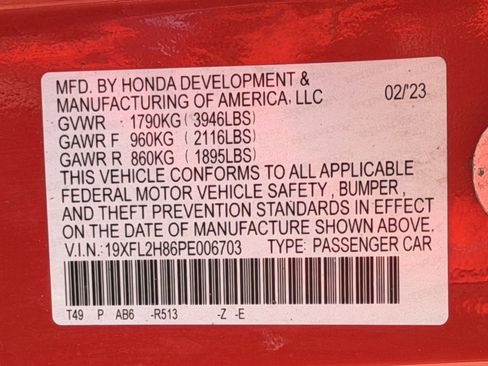 MFD. BY HONDA DEVELOPMENT &
MANUFACTURING OF AMERICA, LLC 02/'23
GVWR 1790KG ( 3946LBS)
GAWR F 960KG ( 2116LBS)
GAWR R 860KG ( 1895LBS)
THIS VEHICLE CONFORMS TO ALL APPLICABLE
FEDERAL MOTOR VEHICLE SAFETY , BUMPER ,
AND THEFT PREVENTION STANDARDS IN EFFECT
ON THE DATE OF MANUFACTURE SHOWN ABOVE.
V.I.N: 19XFL2H86PE006703 TYPE: PASSENGER CAR
T49 P AB6 -R513 -Z -E